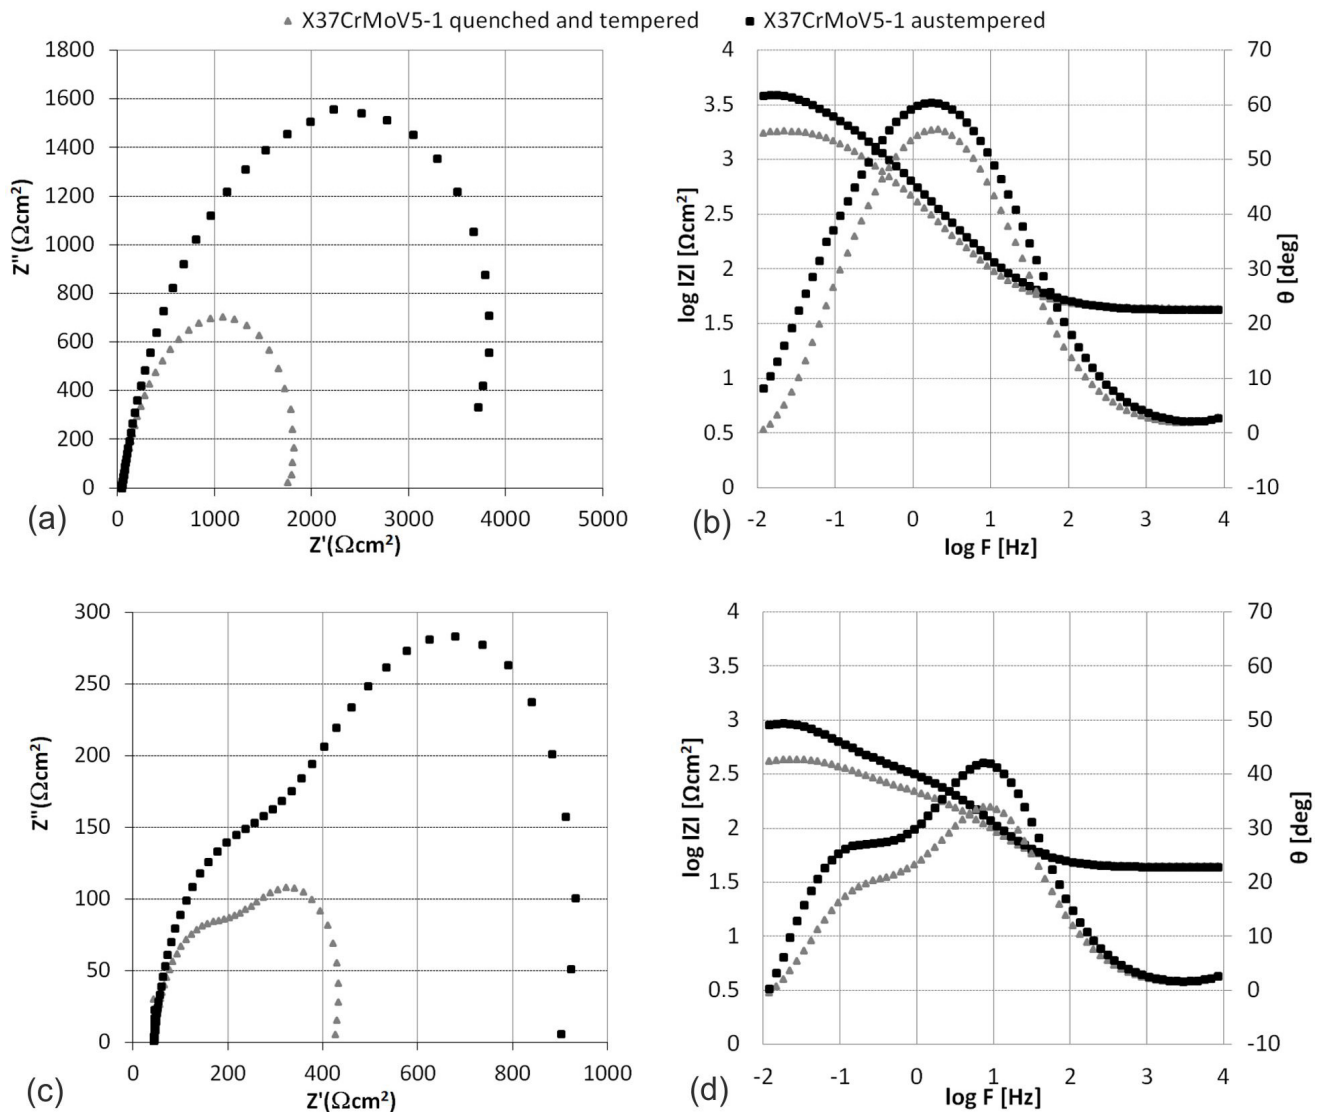 X37CrMoV5-1 quenched and tempered X37CrMoV5-1 austempered
1800
1600
1400
1200
1000
800
600
400
200
0
Z''(Ωcm²)
0 1000 2000 3000 4000 5000
Z'(Ωcm²)
(a)
4
3.5
3
2.5
2
1.5
1
0.5
0
log |Z| [Ωcm²]
70
60
50
40
30
20
10
0
-10
θ [deg]
-2 -1 0 1 2 3 4
log F [Hz]
(b)
300
250
200
150
100
50
0
Z''(Ωcm²)
0 200 400 600 800 1000
Z'(Ωcm²)
(c)
4
3.5
3
2.5
2
1.5
1
0.5
0
log |Z| [Ωcm²]
70
60
50
40
30
20
10
0
-10
θ [deg]
-2 -1 0 1 2 3 4
log F [Hz]
(d)